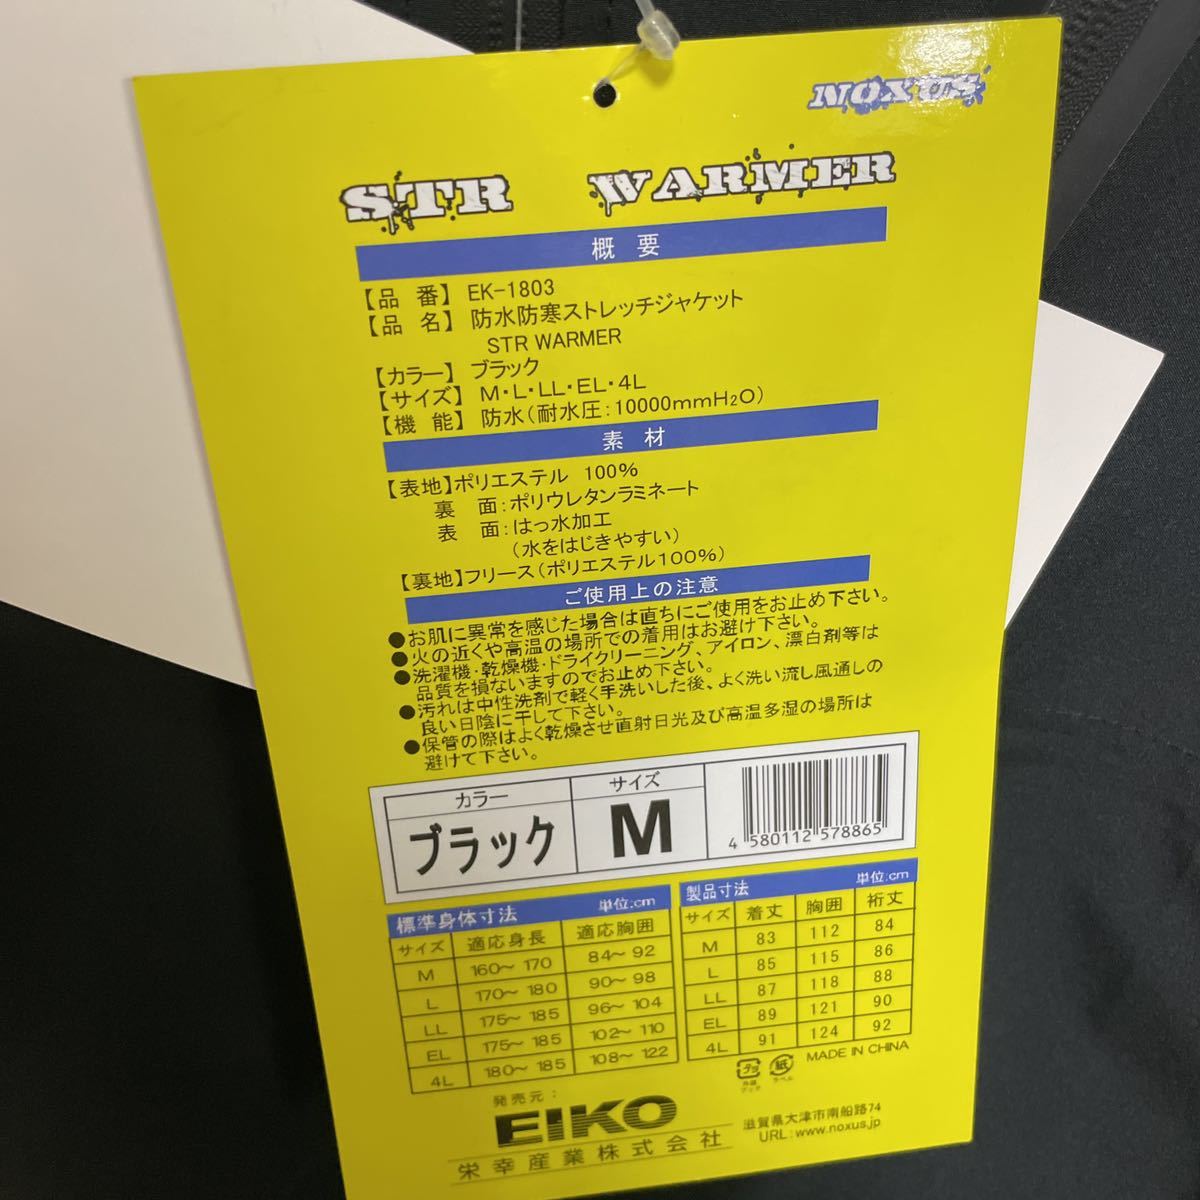 NOXUS
STR WARMER
概 要
【品 番】 EK-1803
【品 名】 防水防寒ストレッチジャケット
STR WARMER
【カラー】 ブラック
【サイズ】 M・L・LL・EL・4L
【機 能】 防水(耐水圧:10000mmH2O)
素 材
【表地】ポリエステル 100%
裏 面:ポリウレタンラミネート
表 面:はっ水加工
(水をはじきやすい)
【裏地】フリース(ポリエステル100%)
ご使用上の注意
●お肌に異常を感じた場合は直ちにご使用をお止め下さい。
●火の近くや高温の場所での着用はお避け下さい。
●洗濯機・乾燥機・ドライクリーニング、アイロン、漂白剤等は
品質を損ないますのでお止め下さい。
●汚れは中性洗剤で軽く手洗いした後、よく洗い流し風通しの
良い日陰に干して下さい。
●保管の際はよく乾燥させ直射日光及び高温多湿の場所は
避けて下さい。
カラー サイズ
ブラック M
4 580112 578865
標準身体寸法 単位:cm
サイズ 適応身長 適応胸囲
M 160～170 84～92
L 170～180 90～98
LL 175～185 96～104
EL 175～185 102～110
4L 180～185 108～122
製品寸法 単位:cm
サイズ 着丈 胸囲 裄丈
M 83 112 84
L 85 115 86
LL 87 118 88
EL 89 121 90
4L 91 124 92
プラ 紙
外袋 ラベル
フック
MADE IN CHINA
発売元:
EIKO
栄幸産業株式会社
滋賀県大津市南船路74
URL:www.noxus.jp